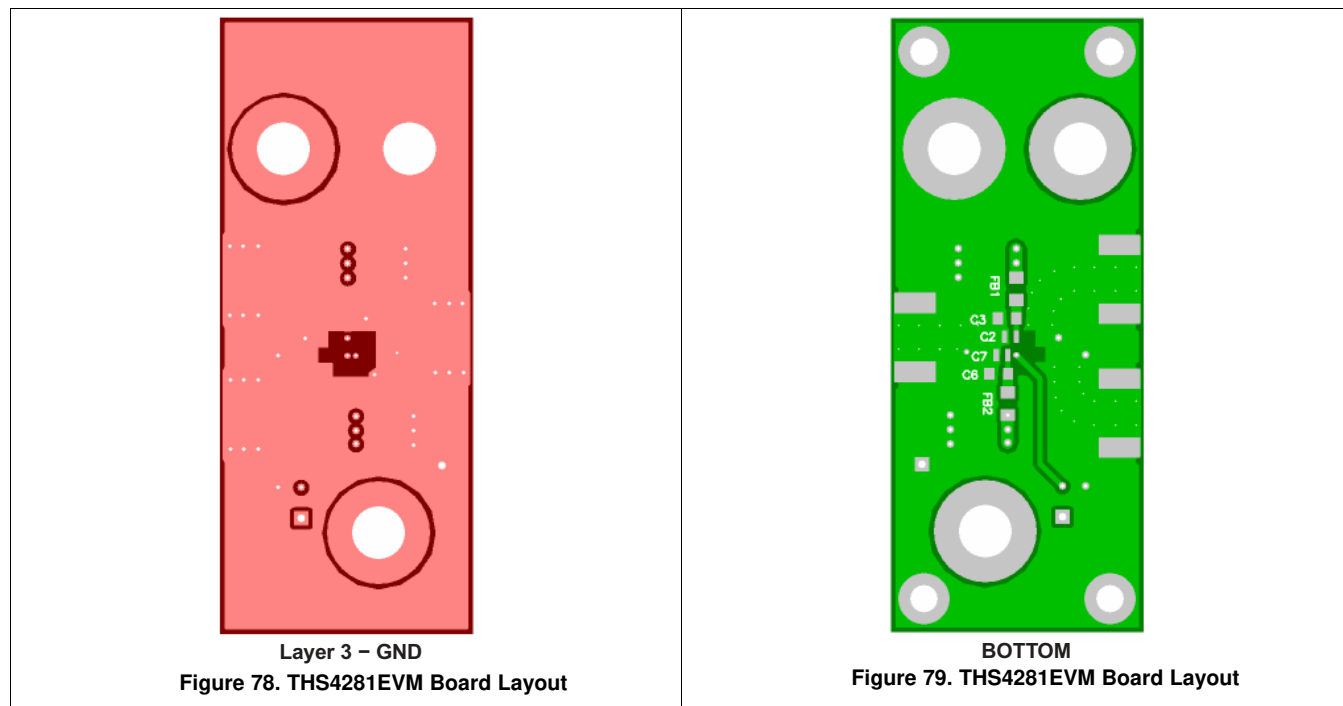 FB1
C3
C2
C7
C6
FB2
Layer 3 − GND
Figure 78. THS4281EVM Board Layout
BOTTOM
Figure 79. THS4281EVM Board Layout